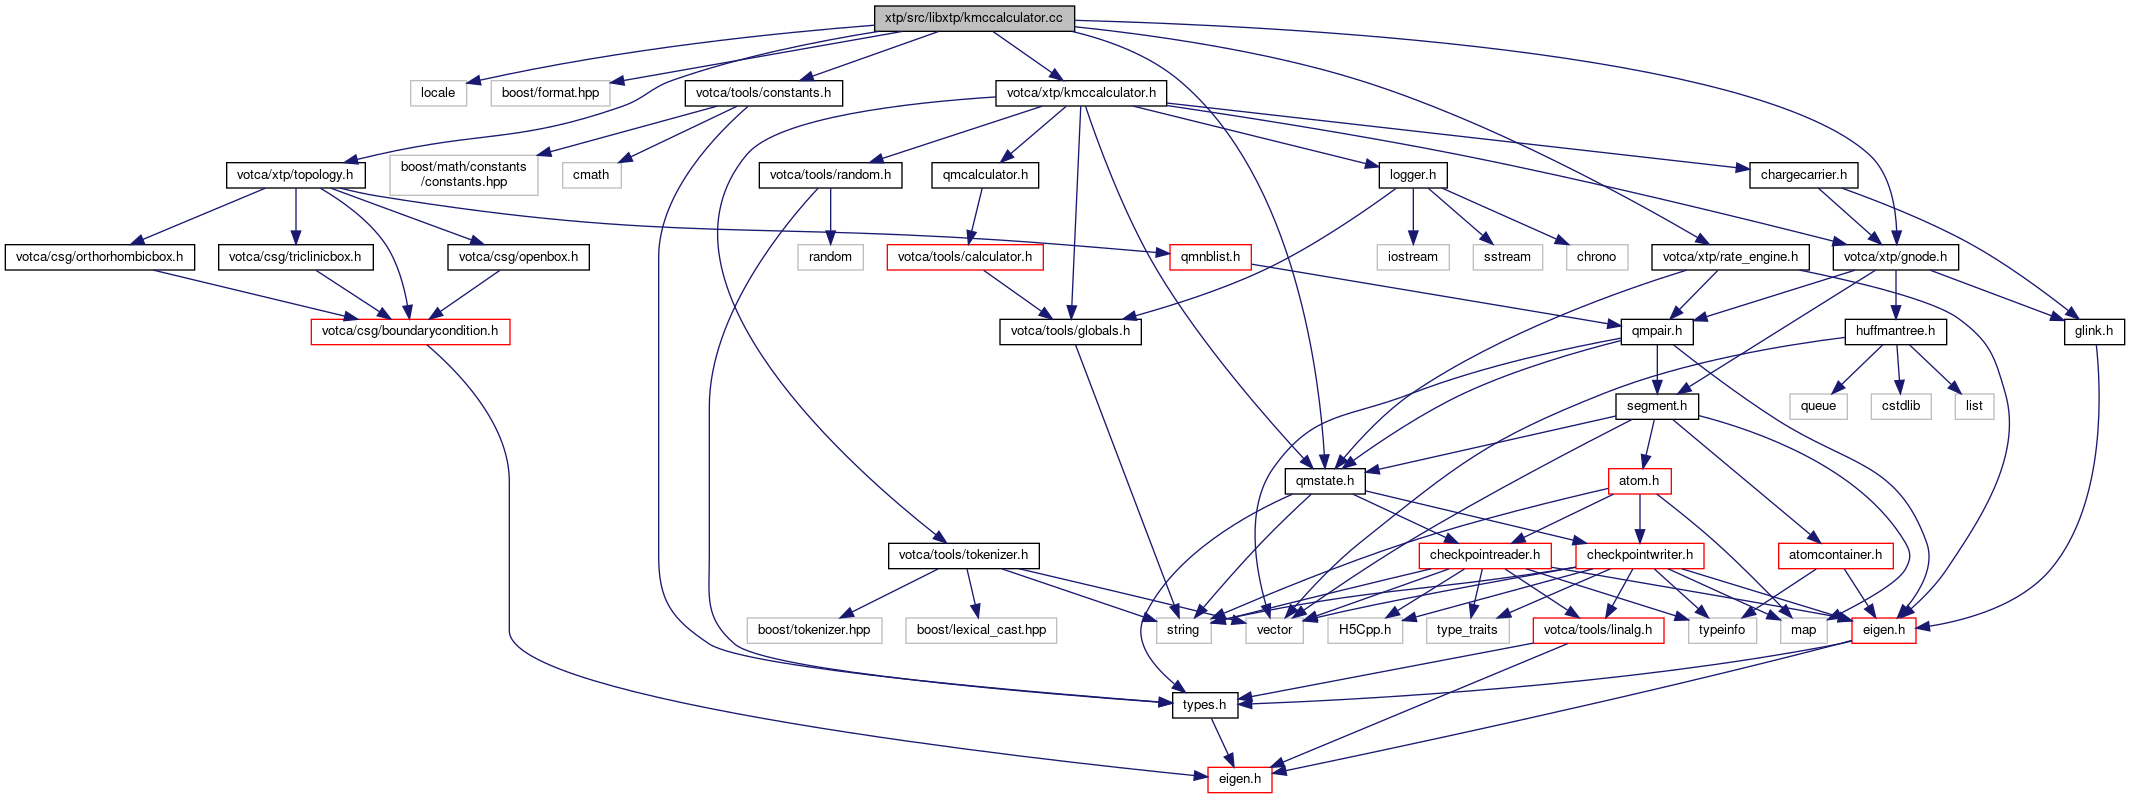 xtp/src/libxtp/kmccalculator.cc
locale
boost/format.hpp
votca/tools/constants.h
votca/xtp/kmccalculator.h
votca/xtp/topology.h
boost/math/constants
/constants.hpp
cmath
votca/tools/random.h
qmcalculator.h
logger.h
chargecarrier.h
votca/csg/orthorhombicbox.h
votca/csg/triclinicbox.h
votca/csg/openbox.h
random
votca/tools/calculator.h
qmnblist.h
iostream
sstream
chrono
votca/xtp/rate_engine.h
votca/xtp/gnode.h
votca/csg/boundarycondition.h
votca/tools/globals.h
qmpair.h
huffmantree.h
glink.h
segment.h
queue
cstdlib
list
qmstate.h
atom.h
votca/tools/tokenizer.h
checkpointreader.h
checkpointwriter.h
atomcontainer.h
boost/tokenizer.hpp
boost/lexical_cast.hpp
string
vector
H5Cpp.h
type_traits
votca/tools/linalg.h
typeinfo
map
eigen.h
types.h
eigen.h